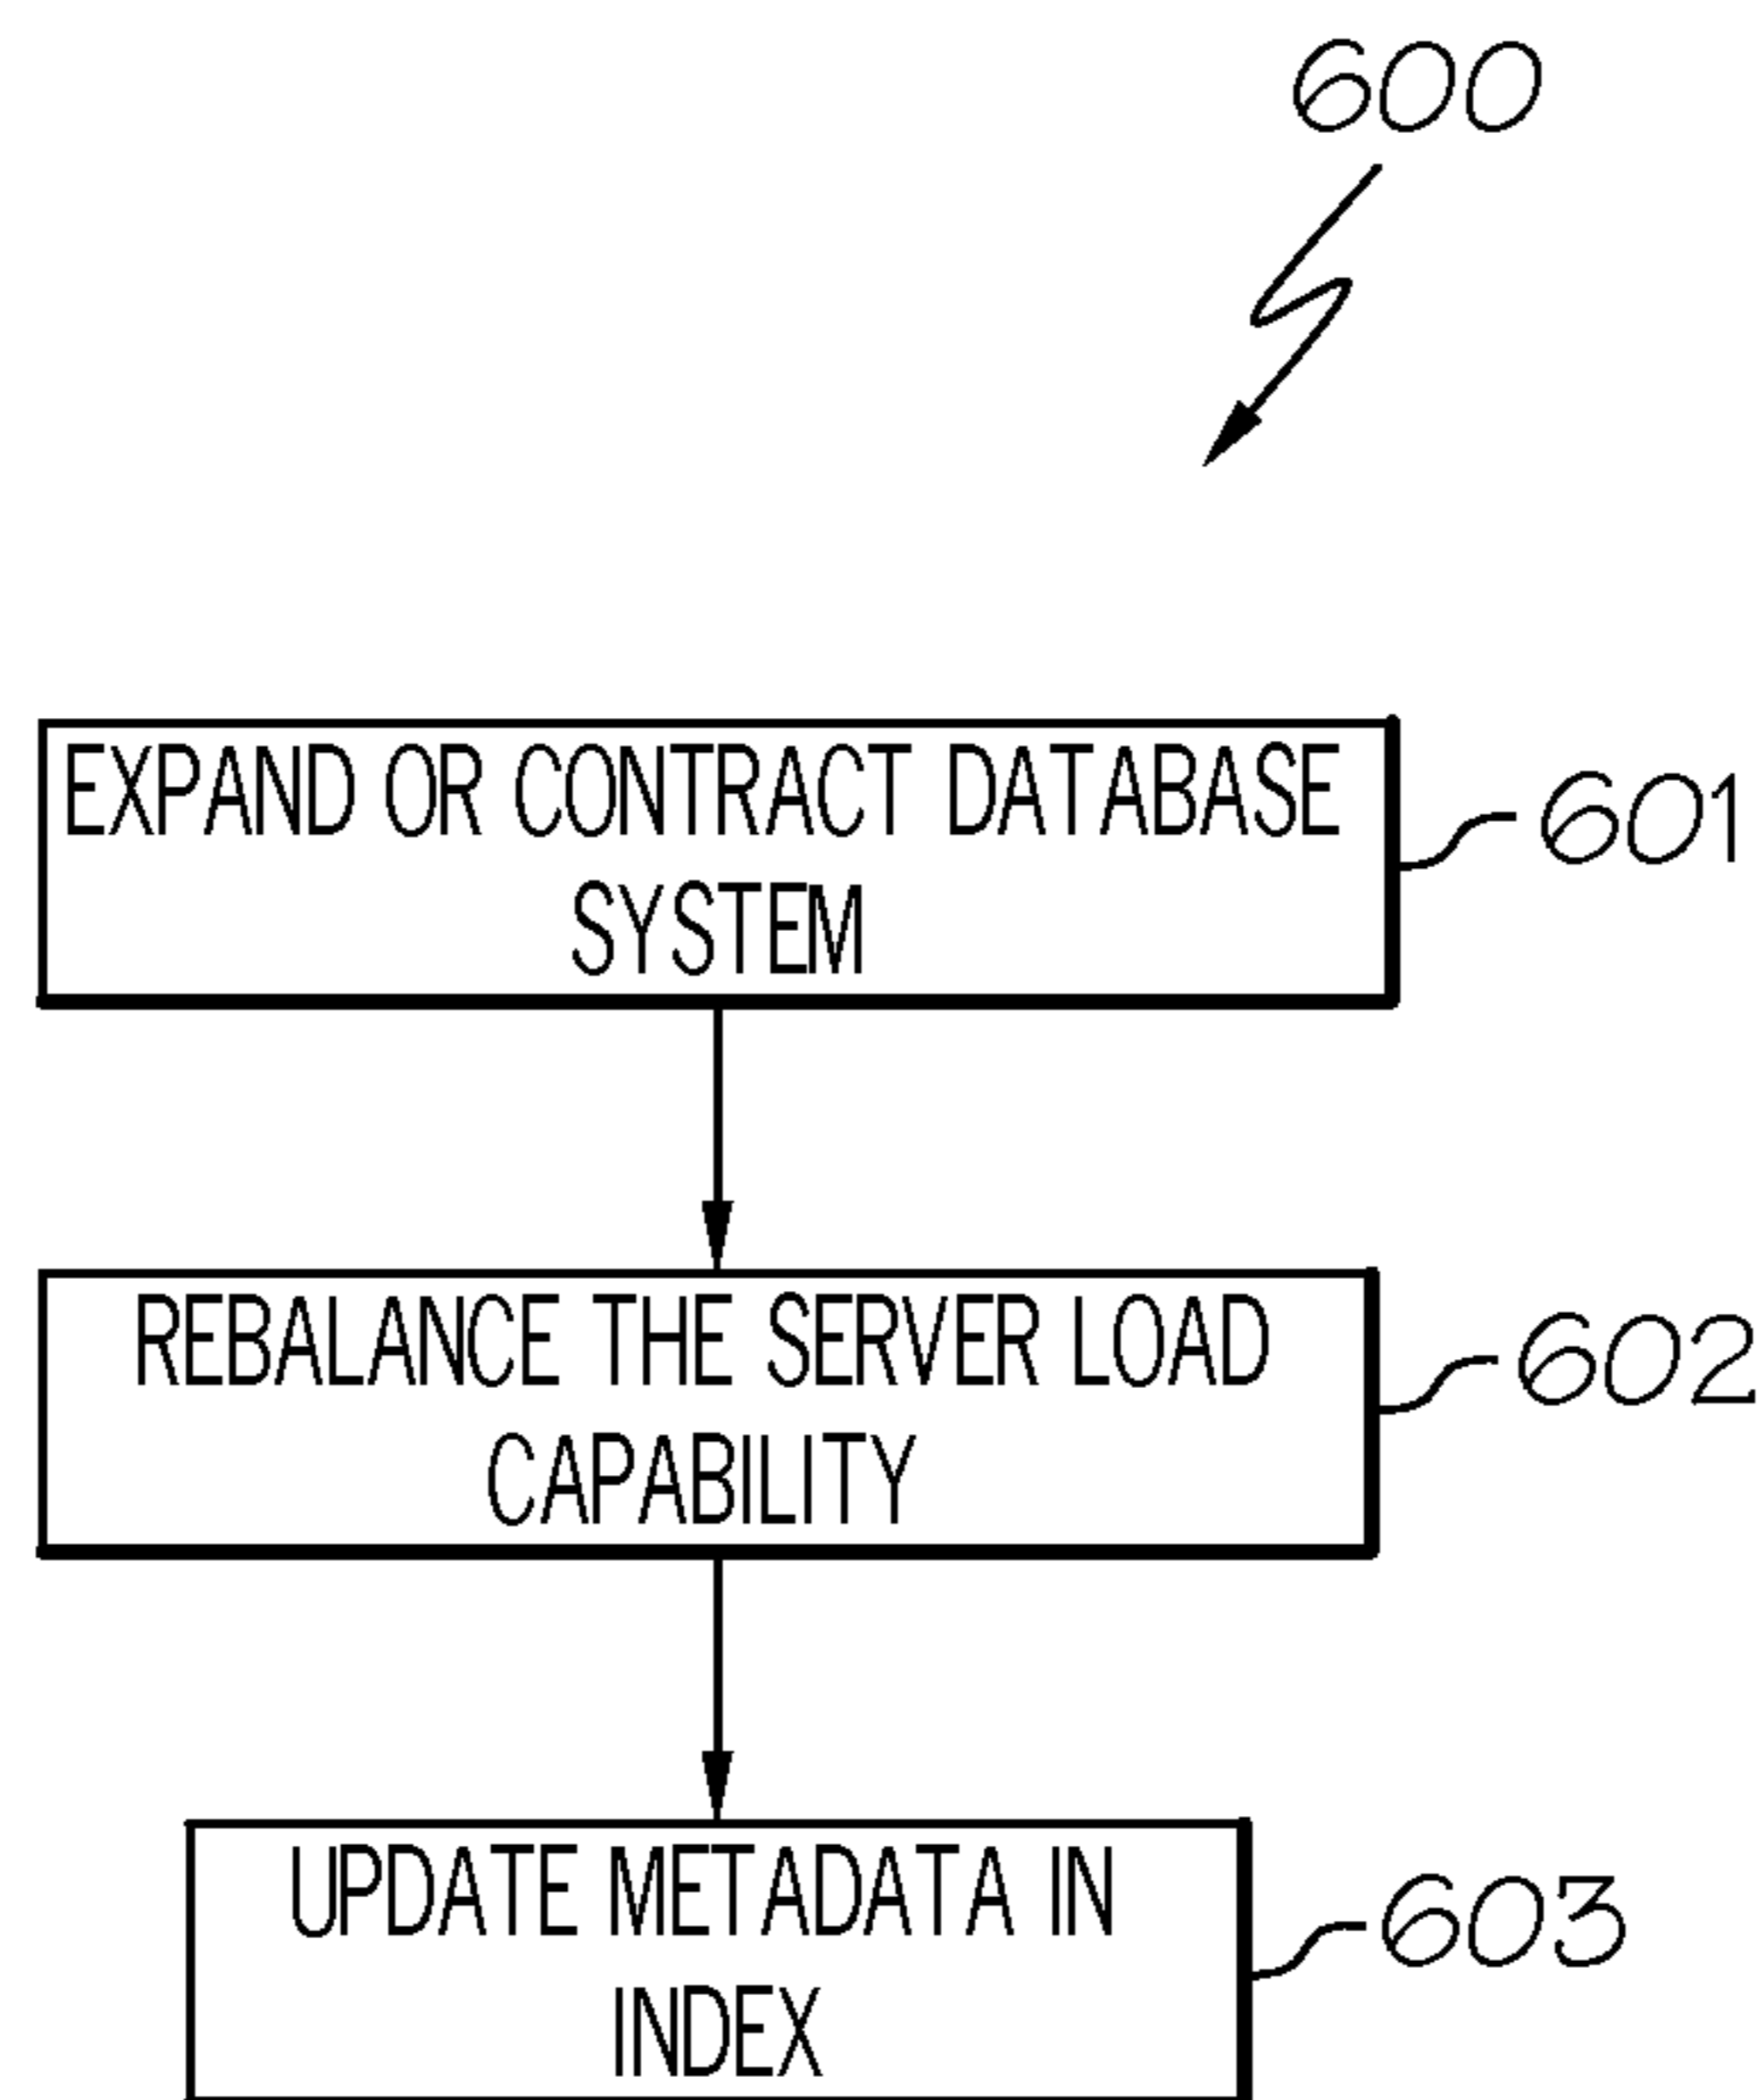 600
EXPAND OR CONTRACT DATABASE
SYSTEM
601
REBALANCE THE SERVER LOAD
CAPABILITY
602
UPDATE METADATA IN
INDEX
603